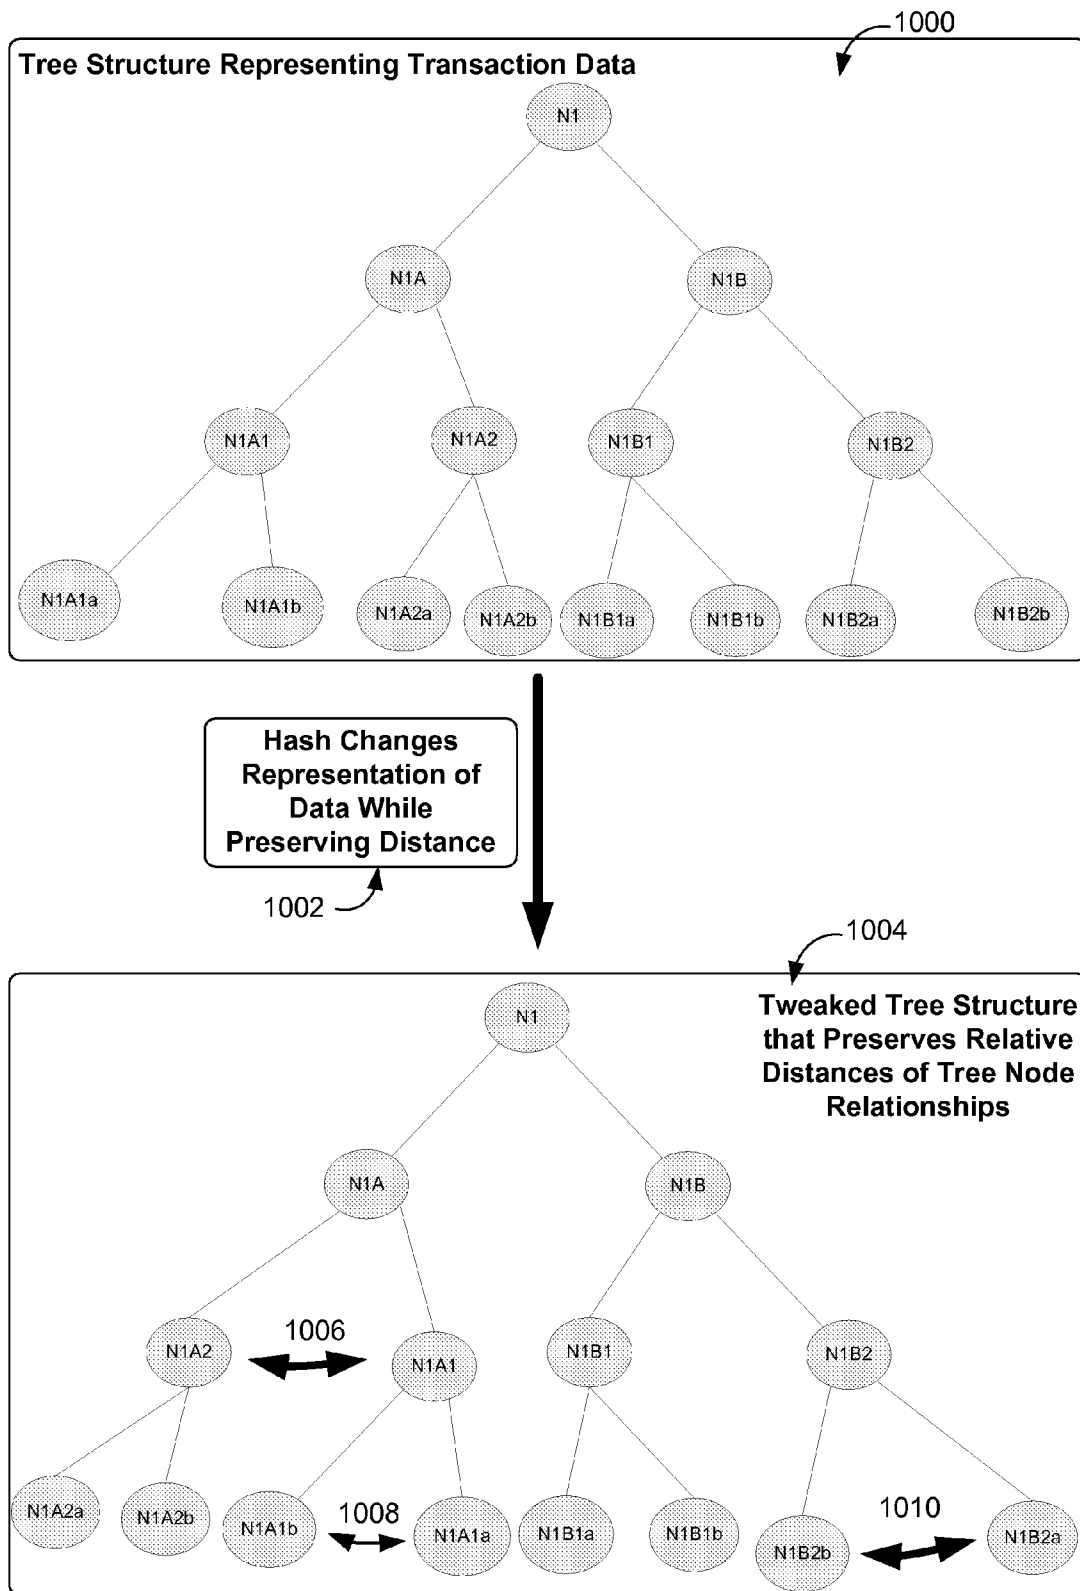 1000
Tree Structure Representing Transaction Data
N1
N1A
N1B
N1A1
N1A2
N1B1
N1B2
N1A1a
N1A1b
N1A2a
N1A2b
N1B1a
N1B1b
N1B2a
N1B2b
Hash Changes
Representation of
Data While
Preserving Distance
1002
1004
Tweaked Tree Structure
that Preserves Relative
Distances of Tree Node
Relationships
N1
N1A
N1B
N1A2
1006
N1A1
N1B1
N1B2
N1A2a
N1A2b
N1A1b
1008
N1A1a
N1B1a
N1B1b
N1B2b
1010
N1B2a